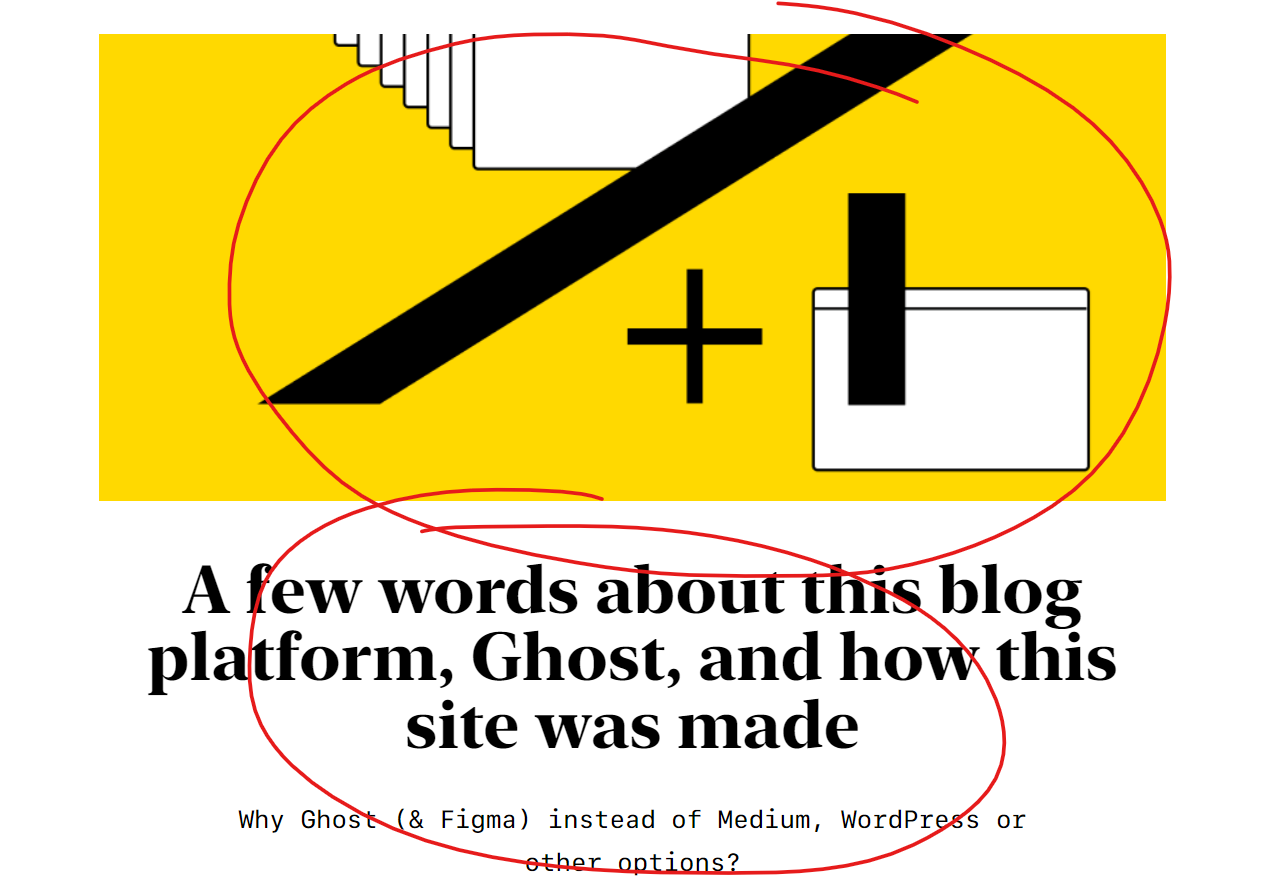 A few words about this blog
platform, Ghost, and how this
site was made
Why Ghost (& Figma) instead of Medium, WordPress or
other options?